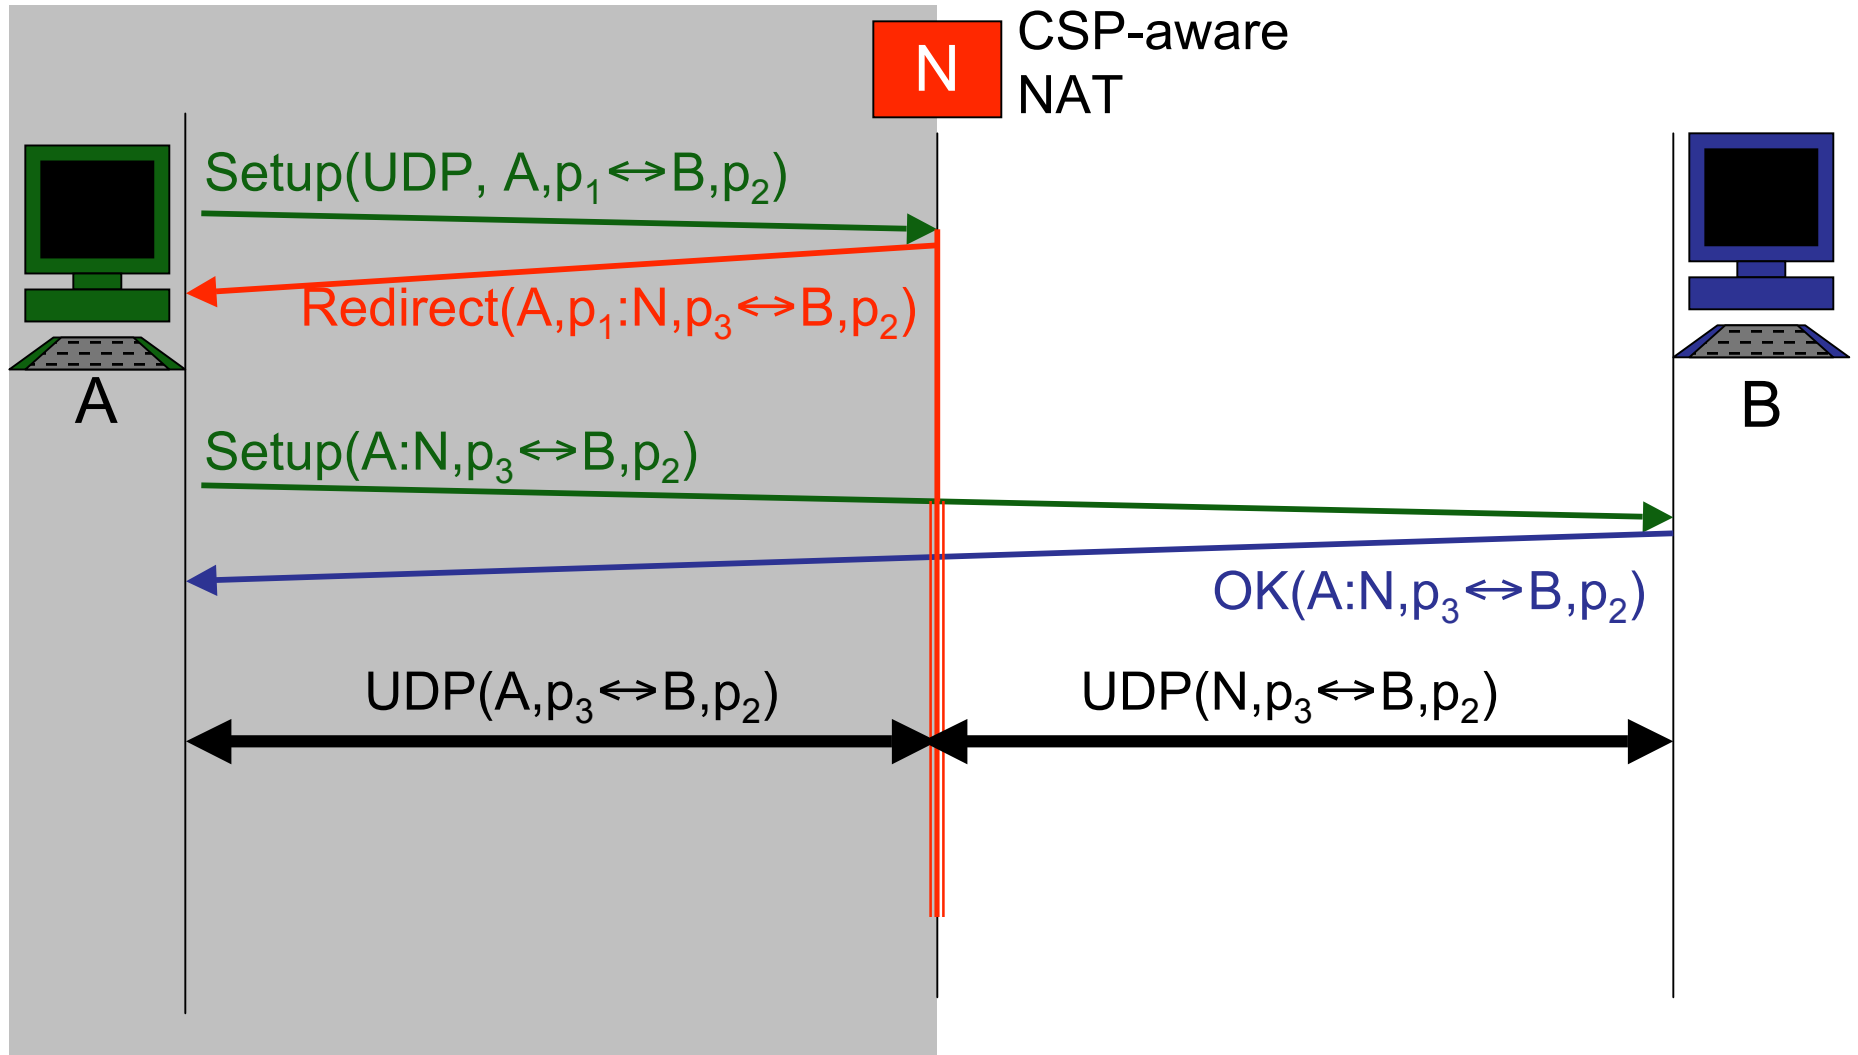 N
CSP-aware
NAT
Setup(UDP, A,p₁↔B,p₂)
Redirect(A,p₁:N,p₃↔B,p₂)
A
B
Setup(A:N,p₃↔B,p₂)
OK(A:N,p₃↔B,p₂)
UDP(A,p₃↔B,p₂)
UDP(N,p₃↔B,p₂)